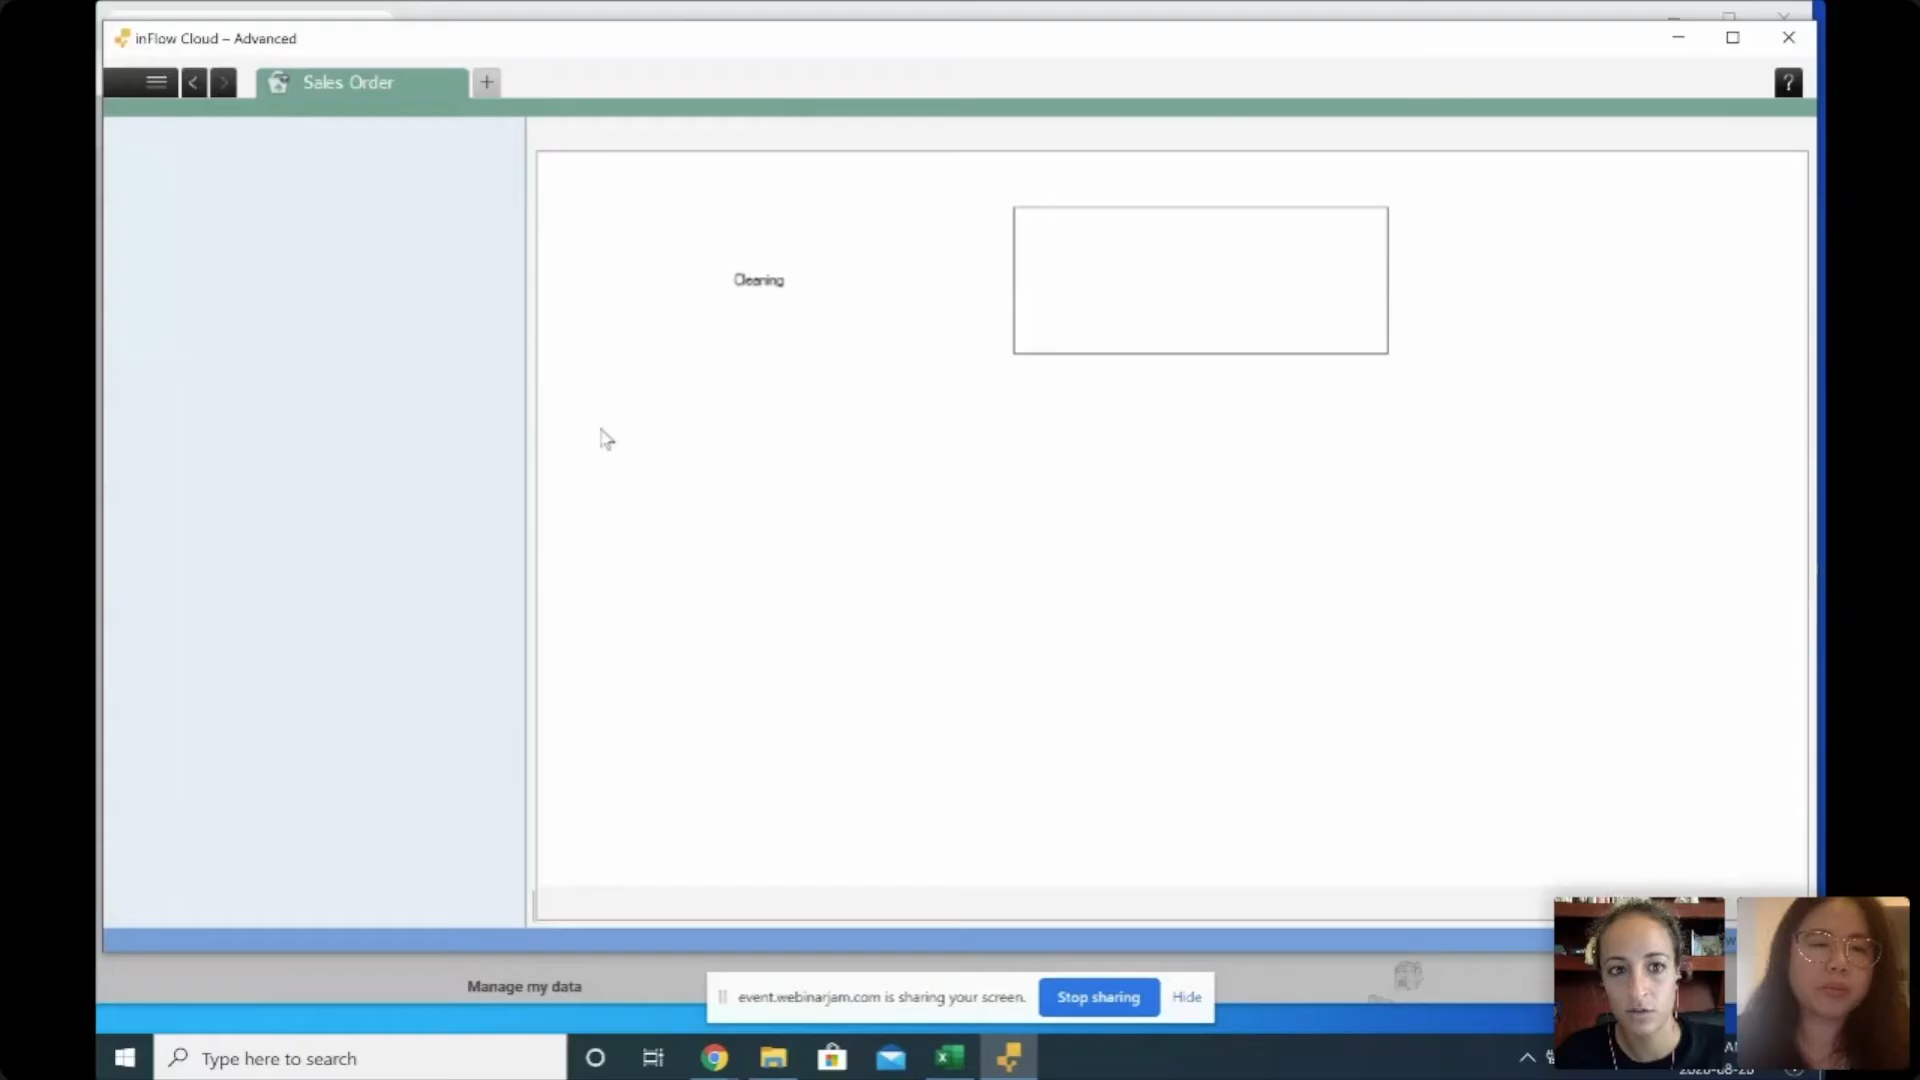 inFlow Cloud – Advanced
Sales Order
+
?
Cleaning
Manage my data
event.webinarjam.com is sharing your screen.
Stop sharing
Hide
Type here to search